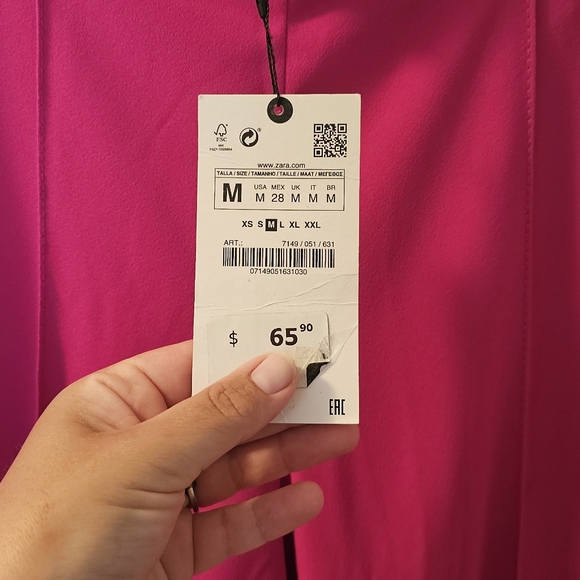 FSC
MIX
www.zara.com
TALLA / SIZE / TAMANHO / TAILLE / MAAT / ΜΕΓΕΘΟΣ
M USA MEX UK IT BR
M 28 M M M
XS S M L XL XXL
ART.: 7149 / 051 / 631
07149051631030
$ 65.90
EAC